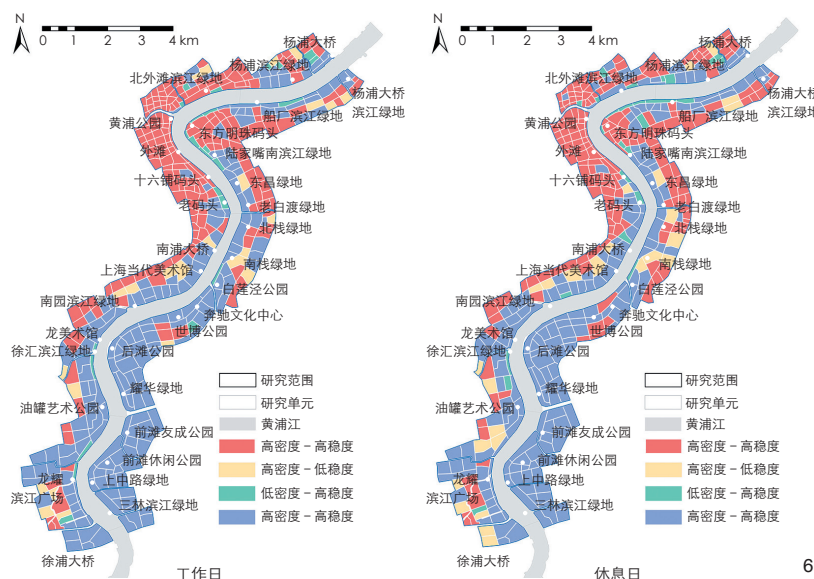 N
0 1 2 3 4 km
杨浦大桥
杨浦滨江绿地
北外滩滨江绿地
杨浦大桥
滨江绿地
船厂滨江绿地
黄浦公园
东方明珠码头
外滩
陆家嘴南滨江绿地
十六铺码头
东昌绿地
老码头
老白渡绿地
北栈绿地
南浦大桥
南栈绿地
上海当代美术馆
白莲泾公园
南园滨江绿地
奔驰文化中心
世博公园
龙美术馆
徐汇滨江绿地
后滩公园
耀华绿地
油罐艺术公园
前滩友成公园
前滩休闲公园
龙耀
滨江广场
上中路绿地
三林滨江绿地
徐浦大桥
研究范围
研究单元
黄浦江
高密度－高稳度
高密度－低稳度
低密度－高稳度
高密度－高稳度
工作日
N
0 1 2 3 4 km
杨浦大桥
杨浦滨江绿地
北外滩滨江绿地
杨浦大桥
滨江绿地
船厂滨江绿地
黄浦公园
东方明珠码头
外滩
陆家嘴南滨江绿地
十六铺码头
东昌绿地
老码头
老白渡绿地
北栈绿地
南浦大桥
南栈绿地
上海当代美术馆
白莲泾公园
南园滨江绿地
奔驰文化中心
世博公园
龙美术馆
徐汇滨江绿地
后滩公园
耀华绿地
油罐艺术公园
前滩友成公园
前滩休闲公园
龙耀
滨江广场
上中路绿地
三林滨江绿地
徐浦大桥
研究范围
研究单元
黄浦江
高密度－高稳度
高密度－低稳度
低密度－高稳度
高密度－高稳度
休息日
6